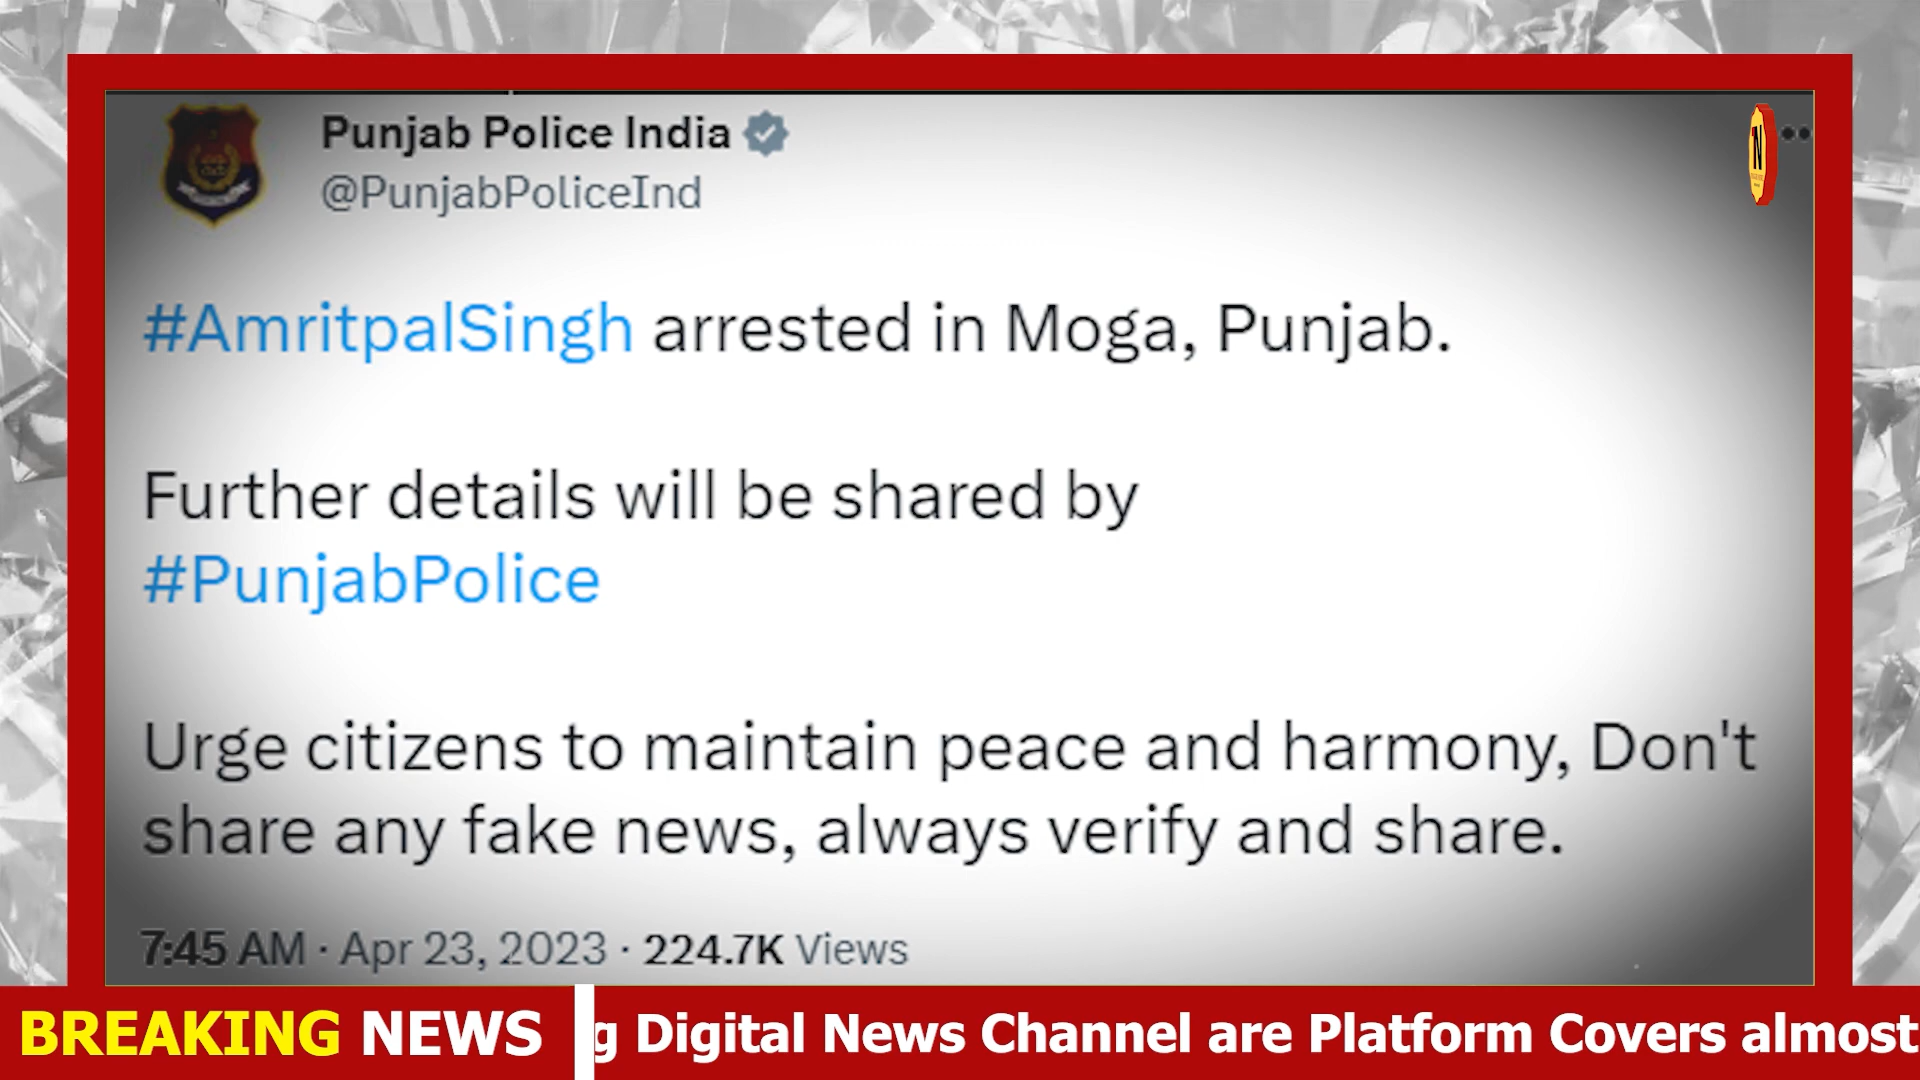 Punjab Police India
@PunjabPoliceInd
N
#AmritpalSingh arrested in Moga, Punjab.
Further details will be shared by
#PunjabPolice
Urge citizens to maintain peace and harmony, Don't
share any fake news, always verify and share.
7:45 AM · Apr 23, 2023 · 224.7K Views
BREAKING NEWS
g Digital News Channel are Platform Covers almost